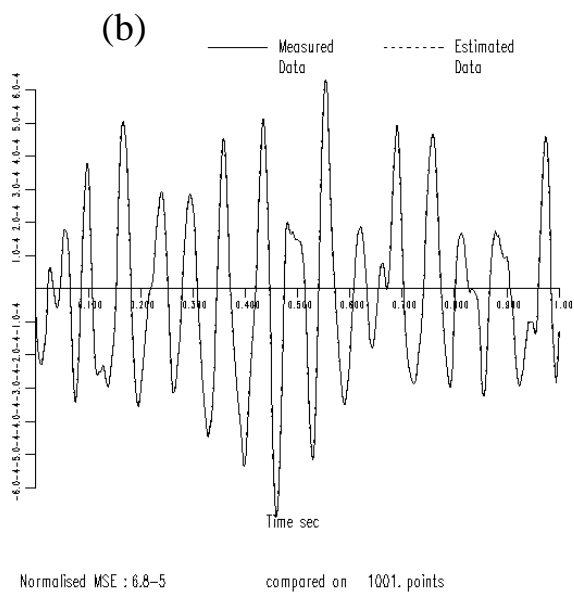 (b)
Measured Data
Estimated Data
6.0-4
5.0-4
4.0-4
3.0-4
2.0-4
1.0-4
-1.0-4
-2.0-4
-3.0-4
-4.0-4
-5.0-4
-6.0-4
0.100 0.200 0.300 0.400 0.500 0.600 0.700 0.800 0.900 1.00
Time sec
Normalised MSE : 6.8-5 compared on 1001. points